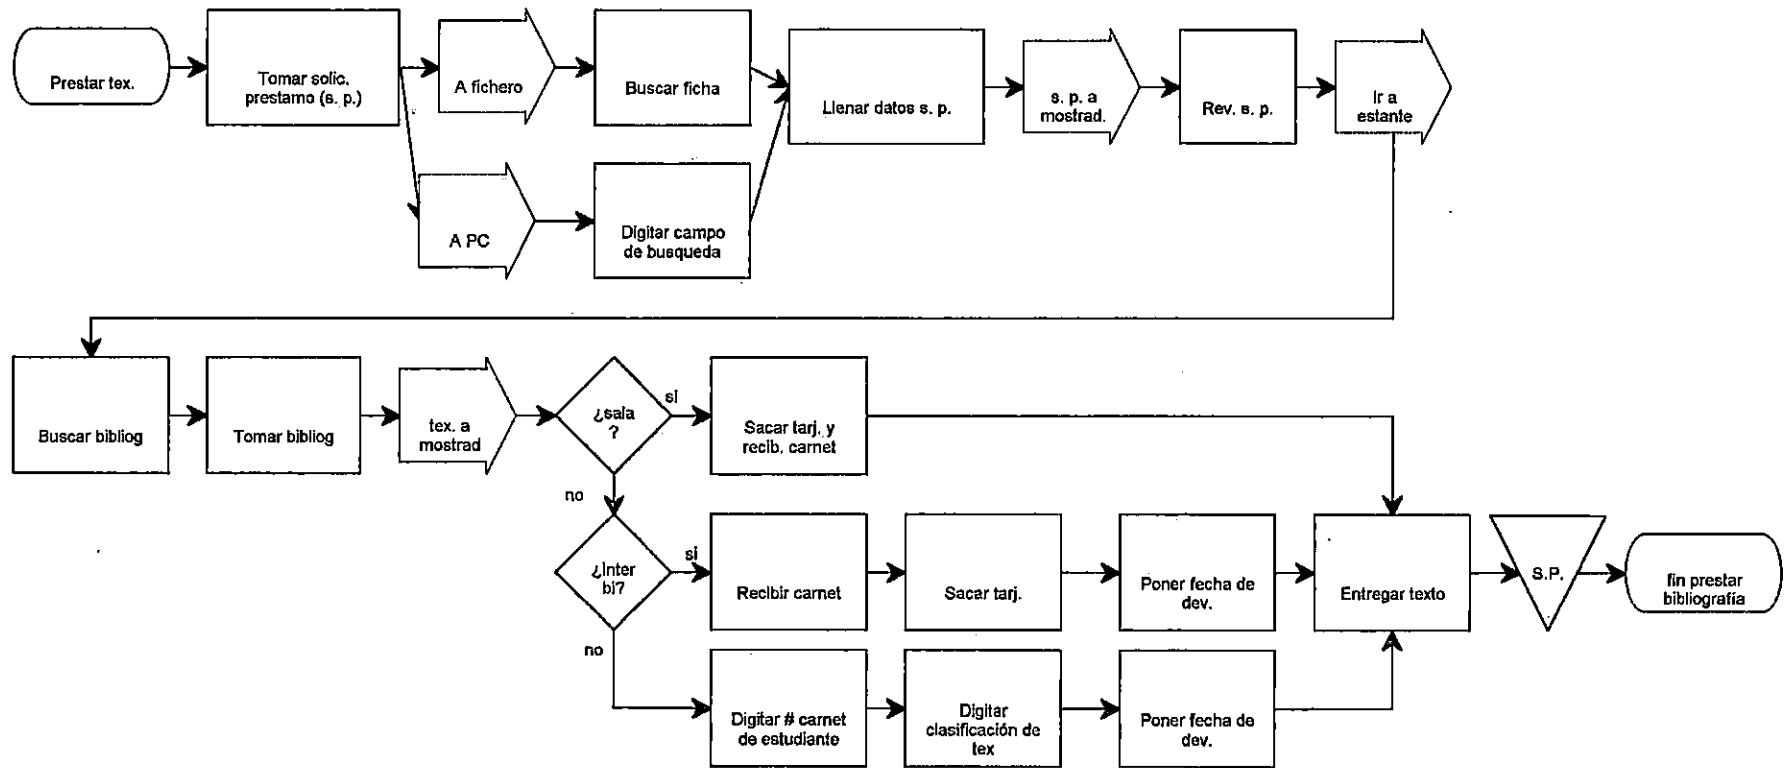 Prestar tex.
Tomar solic.
prestamo (s. p.)
A fichero
Buscar ficha
Llenar datos s. p.
s. p. a
mostrad.
Rev. s. p.
Ir a
estante
A PC
Digitar campo
de busqueda
Buscar bibliog
Tomar bibliog
tex. a
mostrad
¿sala
?
si
Sacar tarj. y
recib. carnet
no
¿Inter
bi?
si
Recibir carnet
Sacar tarj.
Poner fecha de
dev.
Entregar texto
S.P.
fin prestar
bibliografía
no
Digitar # carnet
de estudiante
Digitar
clasificación de
tex
Poner fecha de
dev.